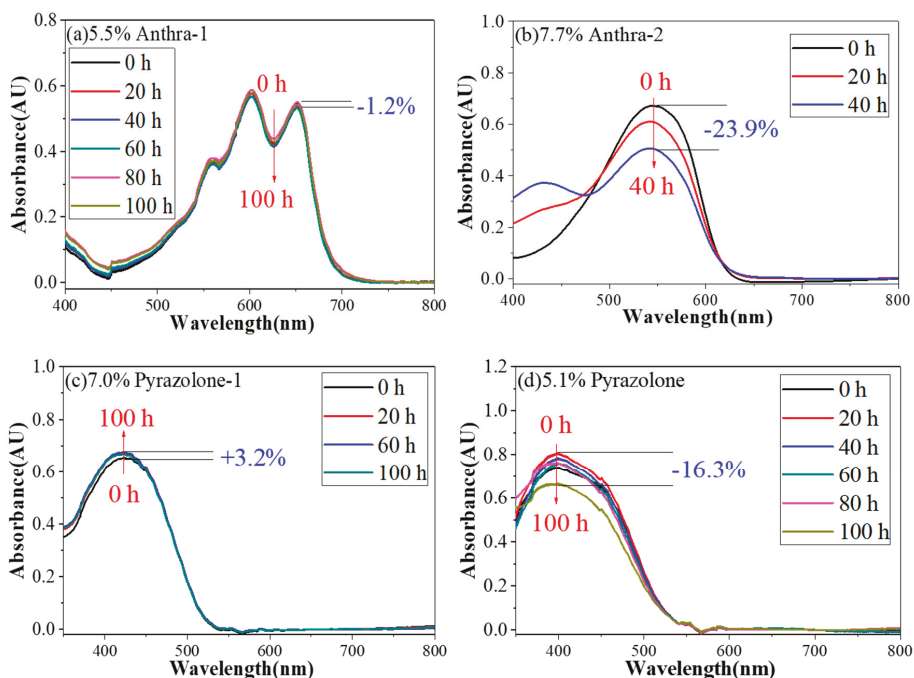 (a)5.5% Anthra-1
0 h
20 h
40 h
60 h
80 h
100 h
0 h
100 h
-1.2%
Absorbance(AU)
0.0
0.2
0.4
0.6
0.8
400 500 600 700 800
Wavelength(nm)
(b)7.7% Anthra-2
0 h
20 h
40 h
0 h
40 h
-23.9%
Absorbance(AU)
0.0
0.2
0.4
0.6
0.8
1.0
400 500 600 700 800
Wavelength(nm)
(c)7.0% Pyrazolone-1
0 h
20 h
60 h
100 h
100 h
0 h
+3.2%
Absorbance(AU)
0.0
0.2
0.4
0.6
0.8
1.0
400 500 600 700 800
Wavelength(nm)
(d)5.1% Pyrazolone
0 h
20 h
40 h
60 h
80 h
100 h
0 h
100 h
-16.3%
Absorbance(AU)
0.0
0.2
0.4
0.6
0.8
1.0
1.2
400 500 600 700 800
Wavelength(nm)